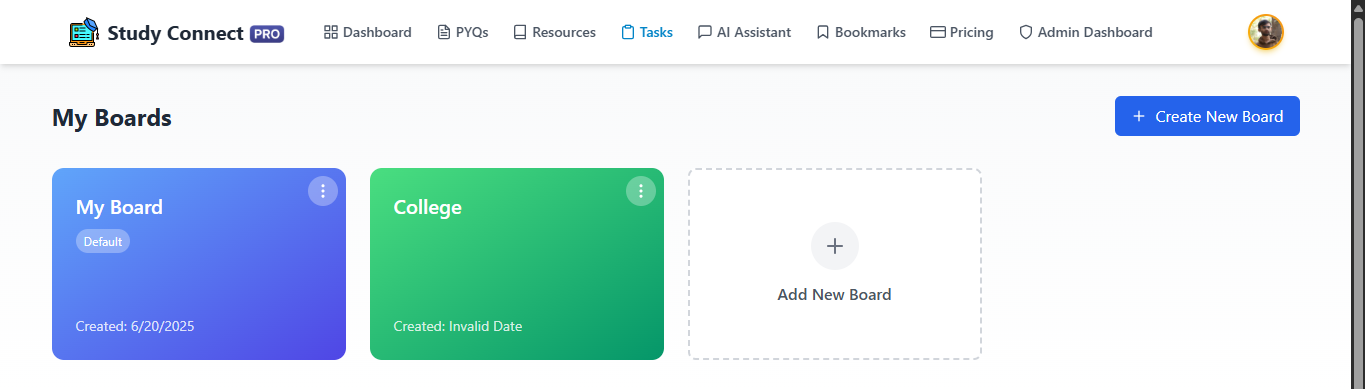 Study Connect PRO Dashboard PYQs Resources Tasks AI Assistant Bookmarks Pricing Admin Dashboard
My Boards
+ Create New Board
My Board
Default
Created: 6/20/2025
College
Created: Invalid Date
Add New Board